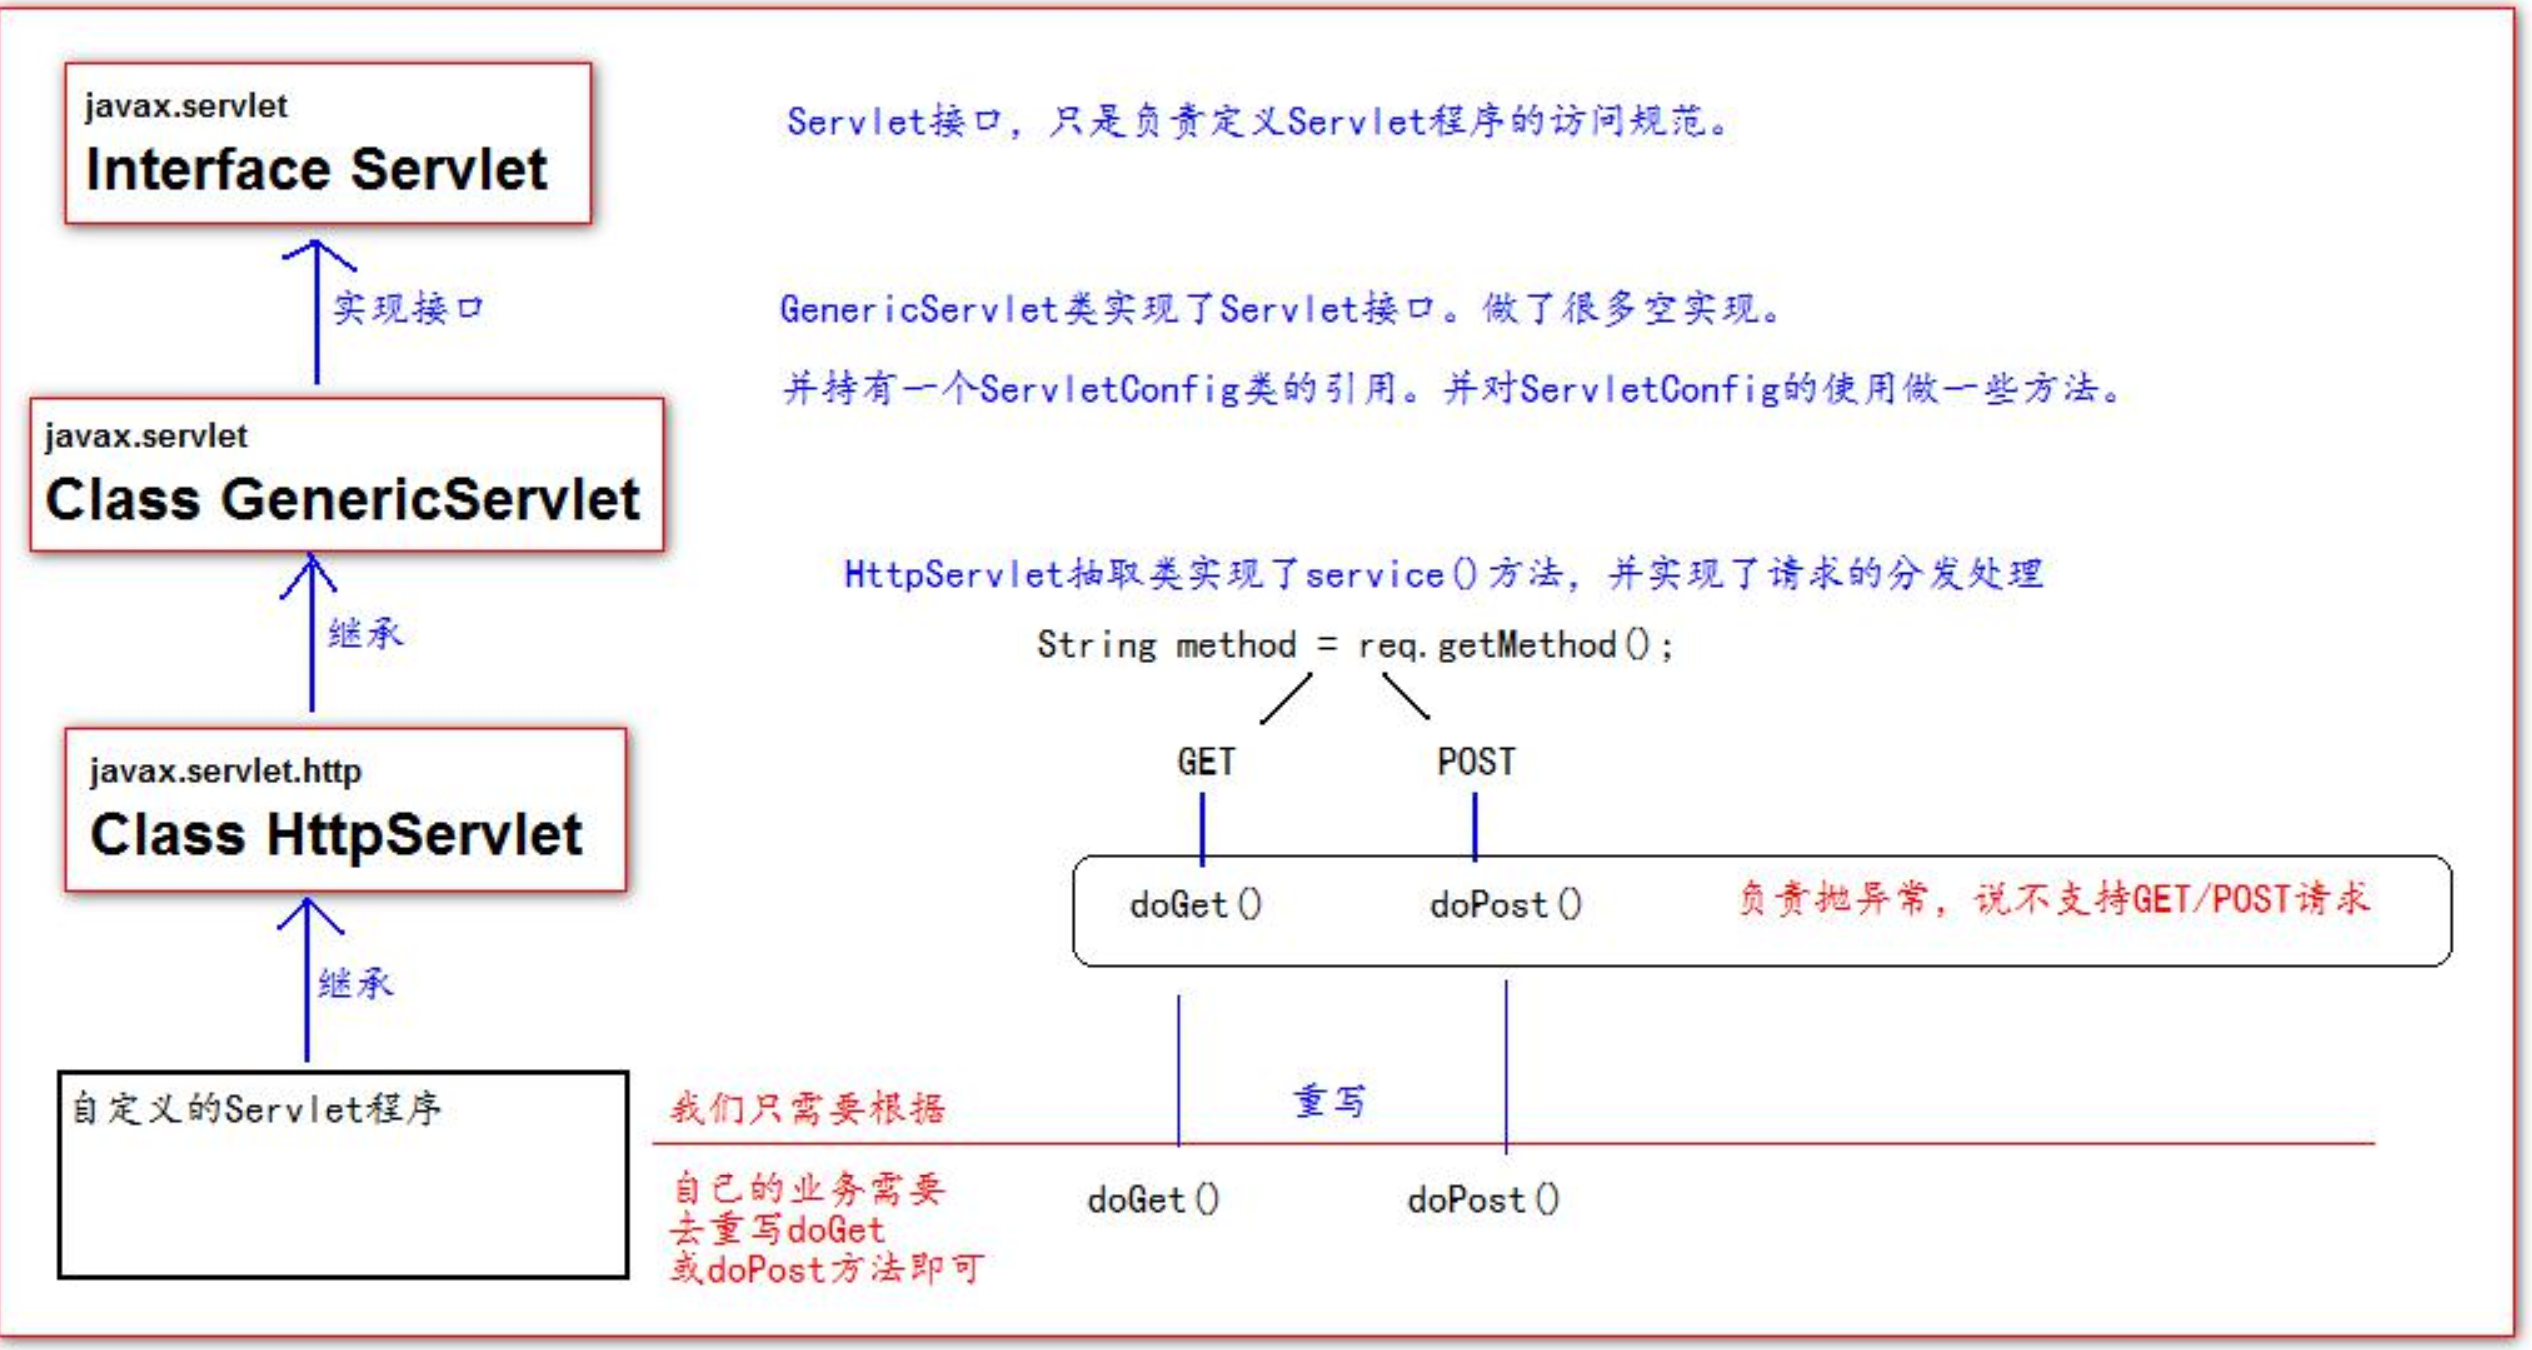 javax.servlet
Interface Servlet
Servlet接口，只是负责定义Servlet程序的访问规范。
实现接口
GenericServlet类实现了Servlet接口。做了很多空实现。
并持有一个ServletConfig类的引用。并对ServletConfig的使用做一些方法。
javax.servlet
Class GenericServlet
继承
HttpServlet抽取类实现了service()方法，并实现了请求的分发处理
String method = req.getMethod();
GET POST
javax.servlet.http
Class HttpServlet
doGet() doPost() 负责抛异常，说不支持GET/POST请求
继承
自定义的Servlet程序
我们只需要根据
重写
自己的业务需要
去重写doGet
或doPost方法即可
doGet() doPost()